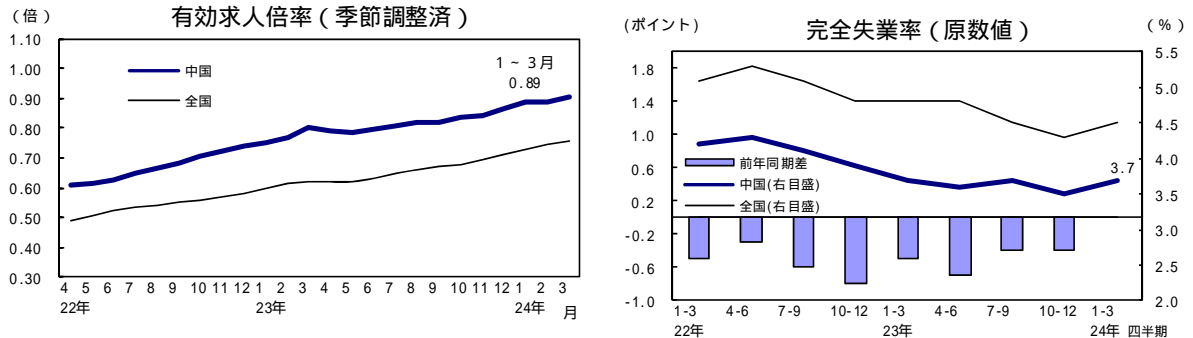 有効求人倍率（季節調整済）
（倍）
1.10
1.00
0.90
0.80
0.70
0.60
0.50
0.40
0.30
中国
全国
1～3月
0.89
4 5 6 7 8 9 10 11 12 1 2 3 4 5 6 7 8 9 10 11 12 1 2 3
22年 23年 24年 月
完全失業率（原数値）
(ポイント)
（%）
1.8
1.4
1.0
0.6
0.2
-0.2
-0.6
-1.0
5.5
5.0
4.5
4.0
3.5
3.0
2.5
2.0
前年同期差
中国(右目盛)
全国(右目盛)
3.7
1-3 4-6 7-9 10-12 1-3 4-6 7-9 10-12 1-3
22年 23年 24年 四半期